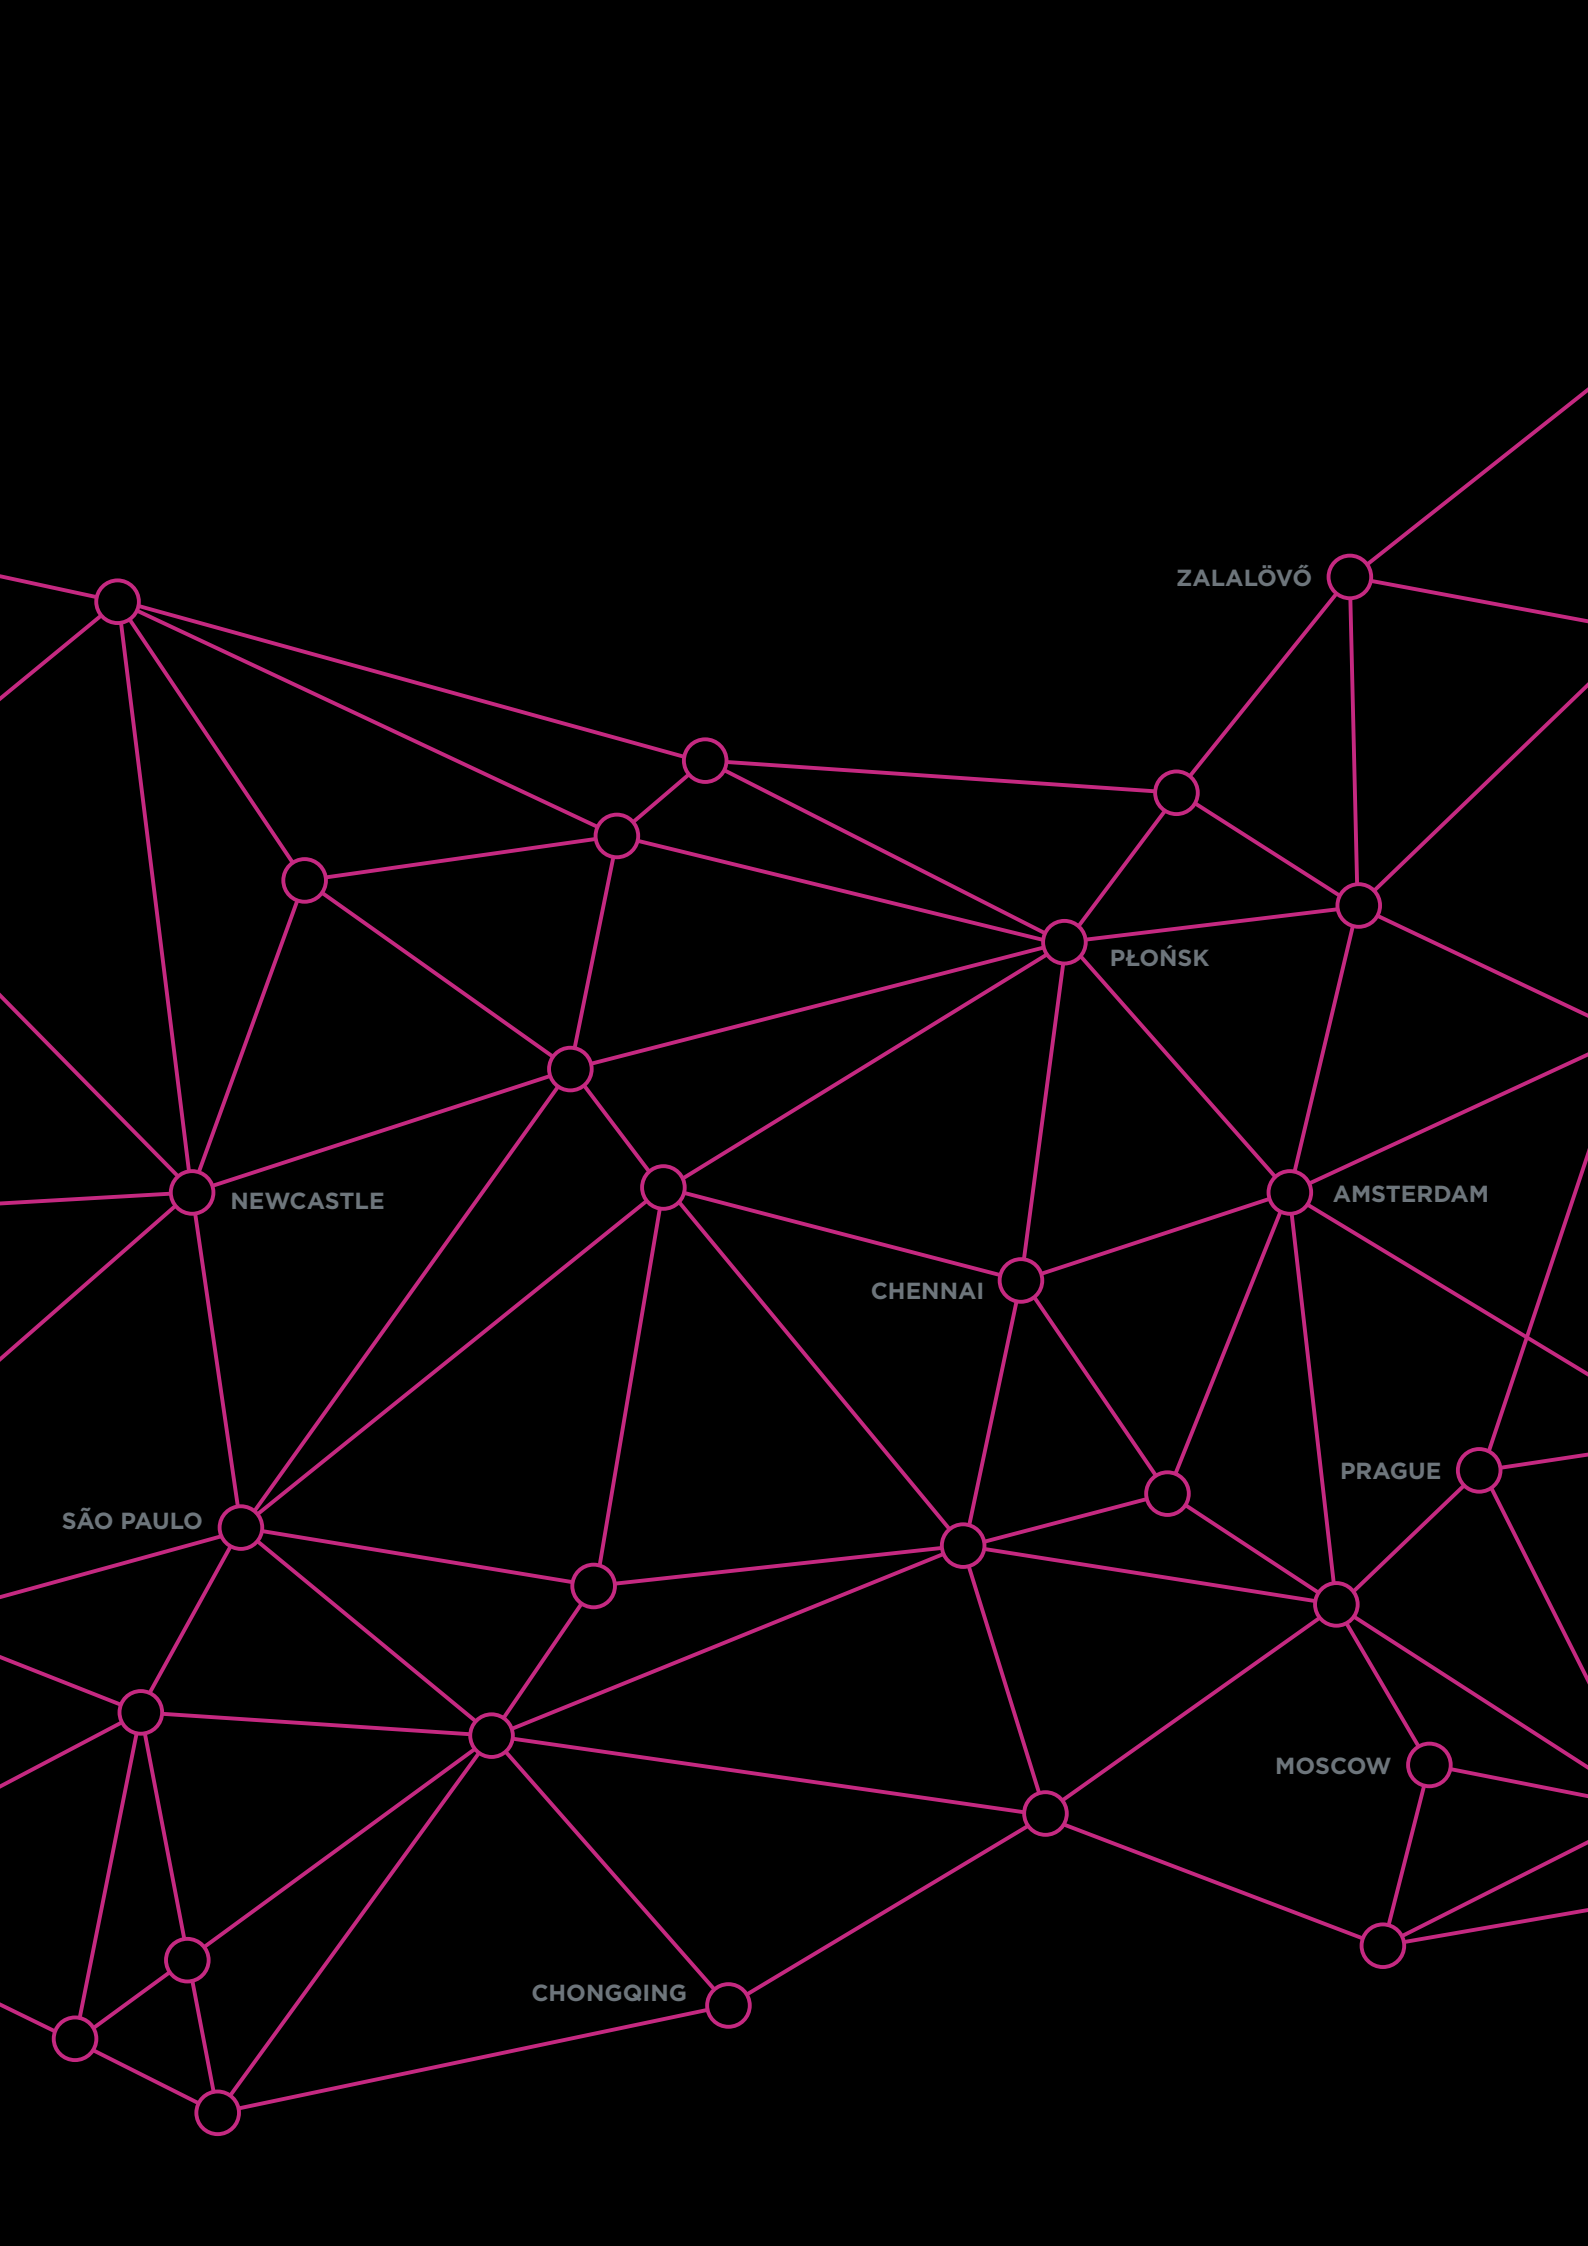 ZALALÖVŐ
PŁOŃSK
NEWCASTLE
AMSTERDAM
CHENNAI
PRAGUE
SÃO PAULO
MOSCOW
CHONGQING